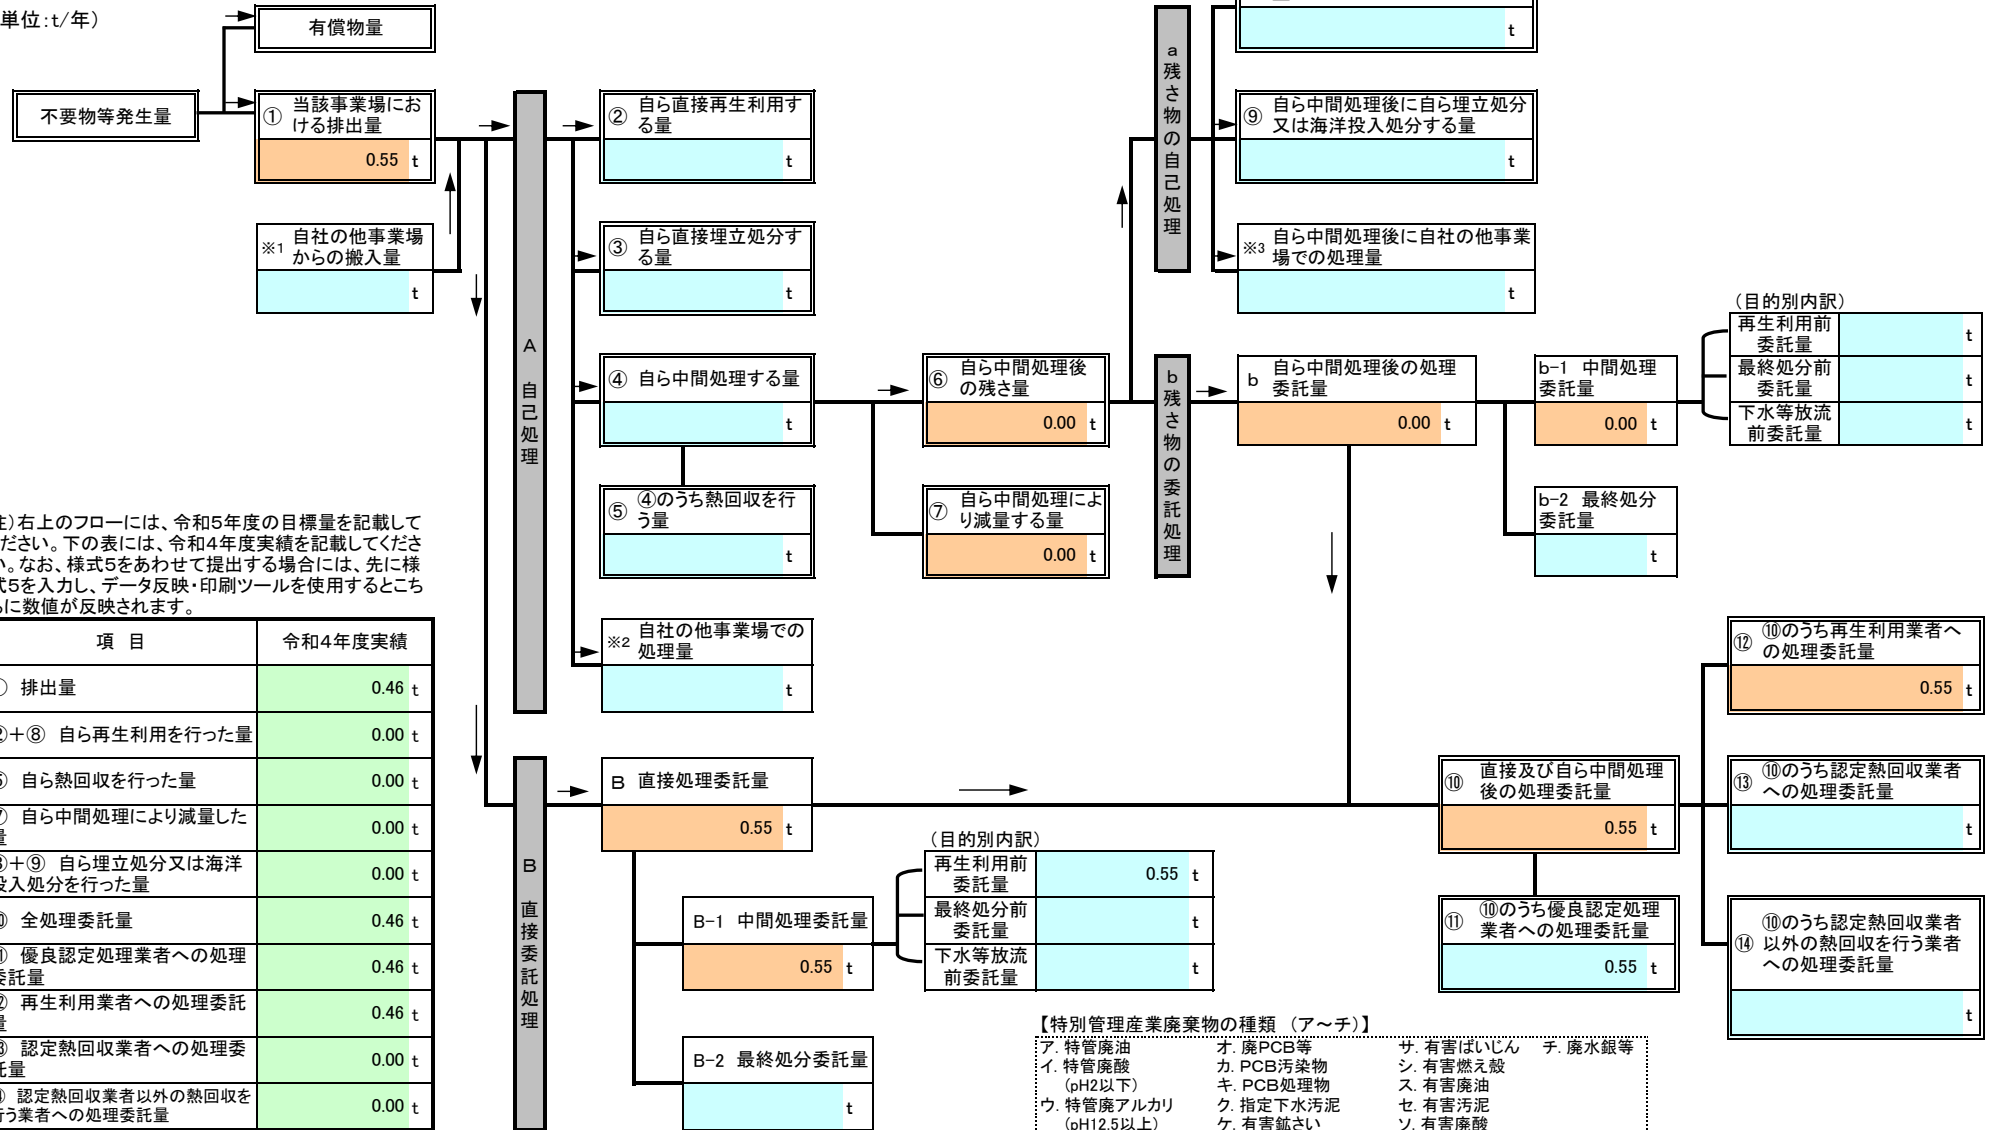 単位:t/年)
有償物量
不要物等発生量
① 当該事業場にお
ける排出量
0.55 t
※1 自社の他事業場
からの搬入量
t
A 自己処理
② 自ら直接再生利用す
る量
t
③ 自ら直接埋立処分す
る量
t
④ 自ら中間処理する量
t
⑤ ④のうち熱回収を行
う量
t
※2 自社の他事業場での
処理量
t
⑥ 自ら中間処理後
の残さ量
0.00 t
⑦ 自ら中間処理によ
り減量する量
0.00 t
a 残さ物の自己処理
t
⑨ 自ら中間処理後に自ら埋立処分
又は海洋投入処分する量
t
※3 自ら中間処理後に自社の他事業
場での処理量
t
b 残さ物の委託処理
b 自ら中間処理後の処理
委託量
0.00 t
b-1 中間処理
委託量
0.00 t
(目的別内訳)
再生利用前
委託量
t
最終処分前
委託量
t
下水等放流
前委託量
t
b-2 最終処分
委託量
t
)右上のフローには、令和5年度の目標量を記載して
ださい。下の表には、令和4年度実績を記載してくださ
。なお、様式5をあわせて提出する場合には、先に様
式5を入力し、データ反映・印刷ツールを使用するとこち
に数値が反映されます。
項 目 令和4年度実績
排出量 0.46 t
+⑧ 自ら再生利用を行った量 0.00 t
自ら熱回収を行った量 0.00 t
自ら中間処理により減量した
量 0.00 t
+⑨ 自ら埋立処分又は海洋
投入処分を行った量 0.00 t
全処理委託量 0.46 t
優良認定処理業者への処理
委託量 0.46 t
再生利用業者への処理委託
量 0.46 t
認定熱回収業者への処理委
託量 0.00 t
認定熱回収業者以外の熱回収を
行う業者への処理委託量 0.00 t
B 直接委託処理
B 直接処理委託量
0.55 t
B-1 中間処理委託量
0.55 t
(目的別内訳)
再生利用前
委託量
0.55 t
最終処分前
委託量
t
下水等放流
前委託量
t
B-2 最終処分委託量
t
⑩ 直接及び自ら中間処理
後の処理委託量
0.55 t
⑪ ⑩のうち優良認定処理
業者への処理委託量
0.55 t
⑫ ⑩のうち再生利用業者へ
の処理委託量
0.55 t
⑬ ⑩のうち認定熱回収業者
への処理委託量
t
⑭ ⑩のうち認定熱回収業者
以外の熱回収を行う業者
への処理委託量
t
【特別管理産業廃棄物の種類 (ア~チ)】
ア. 特管廃油 オ. 廃PCB等 サ. 有害ばいじん チ. 廃水銀等
イ. 特管廃酸 カ. PCB汚染物 シ. 有害燃え殻
(pH2以下) キ. PCB処理物 ス. 有害廃油
ウ. 特管廃アルカリ ク. 指定下水汚泥 セ. 有害汚泥
(pH12.5以上) ケ. 有害鉱さい ソ. 有害廃酸